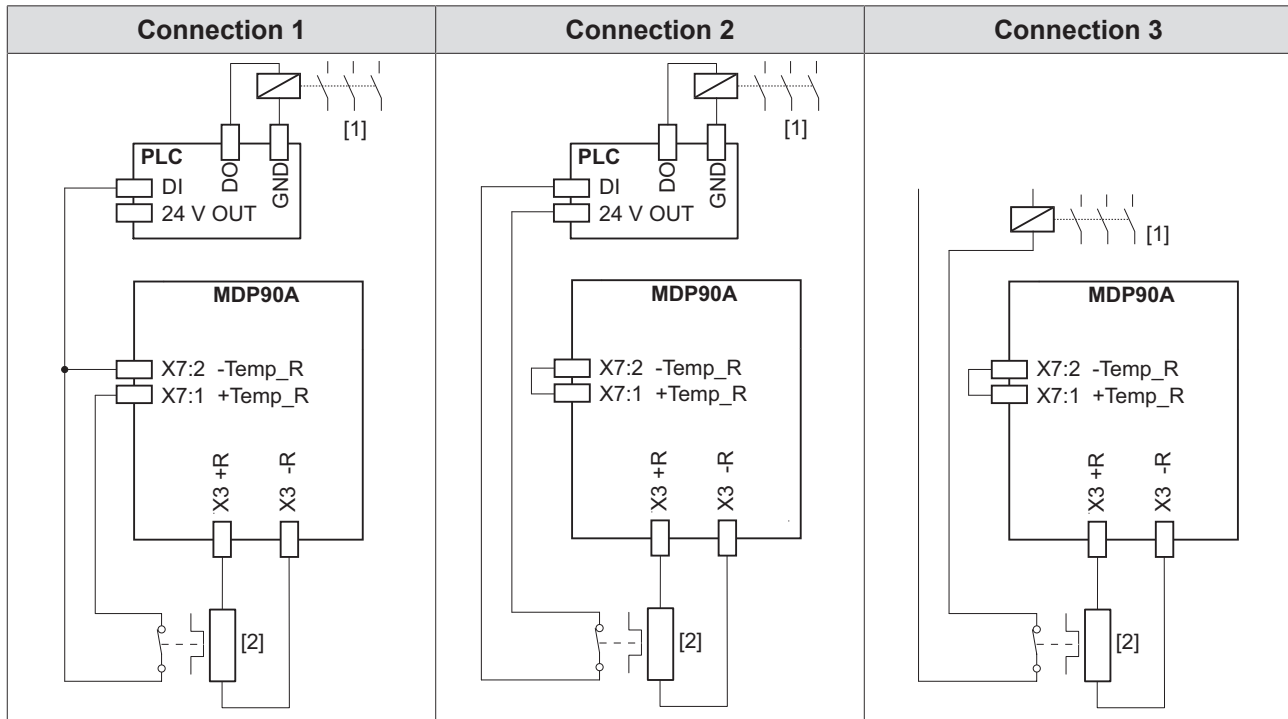 Connection 1 Connection 2 Connection 3
[1]
PLC
DO
GND
DI
24 V OUT
MDP90A
X7:2 -Temp_R
X7:1 +Temp_R
X3 +R
X3 -R
[2]
[1]
PLC
DO
GND
DI
24 V OUT
MDP90A
X7:2 -Temp_R
X7:1 +Temp_R
X3 +R
X3 -R
[2]
[1]
MDP90A
X7:2 -Temp_R
X7:1 +Temp_R
X3 +R
X3 -R
[2]